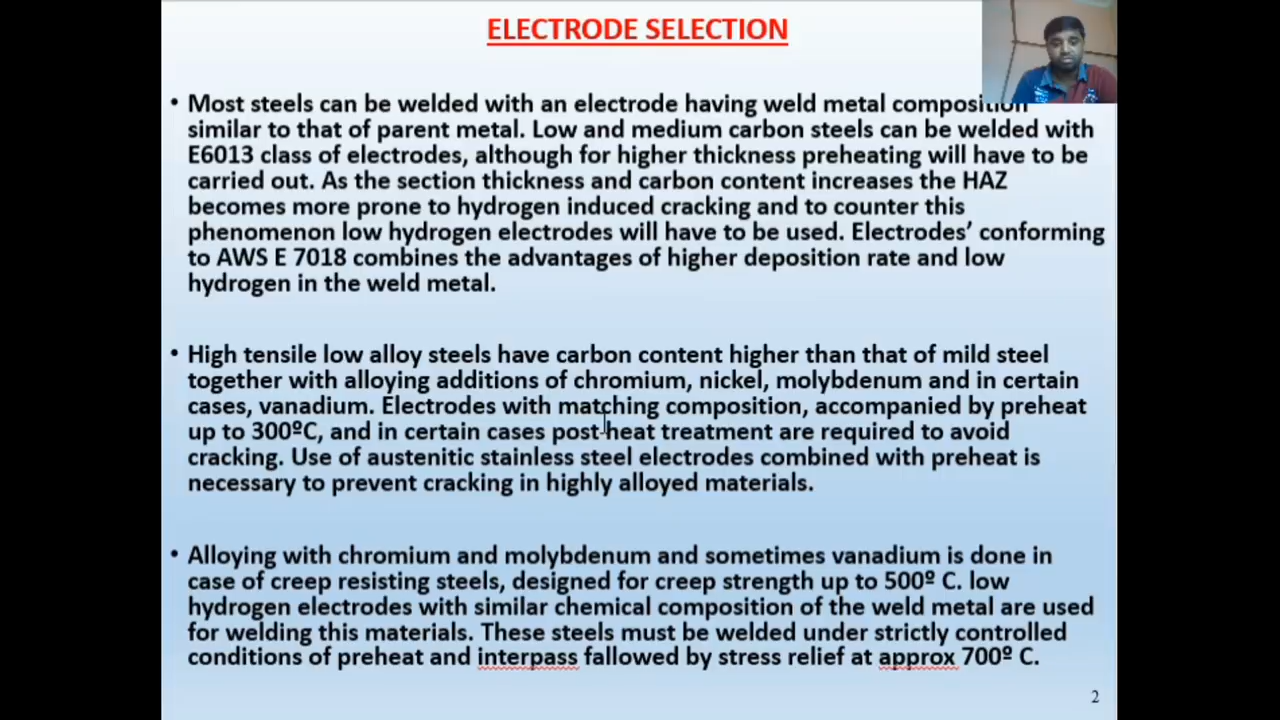 ELECTRODE SELECTION
• Most steels can be welded with an electrode having weld metal composition
similar to that of parent metal. Low and medium carbon steels can be welded with
E6013 class of electrodes, although for higher thickness preheating will have to be
carried out. As the section thickness and carbon content increases the HAZ
becomes more prone to hydrogen induced cracking and to counter this
phenomenon low hydrogen electrodes will have to be used. Electrodes’ conforming
to AWS E 7018 combines the advantages of higher deposition rate and low
hydrogen in the weld metal.
• High tensile low alloy steels have carbon content higher than that of mild steel
together with alloying additions of chromium, nickel, molybdenum and in certain
cases, vanadium. Electrodes with matching composition, accompanied by preheat
up to 300ºC, and in certain cases post-heat treatment are required to avoid
cracking. Use of austenitic stainless steel electrodes combined with preheat is
necessary to prevent cracking in highly alloyed materials.
• Alloying with chromium and molybdenum and sometimes vanadium is done in
case of creep resisting steels, designed for creep strength up to 500º C. low
hydrogen electrodes with similar chemical composition of the weld metal are used
for welding this materials. These steels must be welded under strictly controlled
conditions of preheat and interpass fallowed by stress relief at approx 700º C.
2